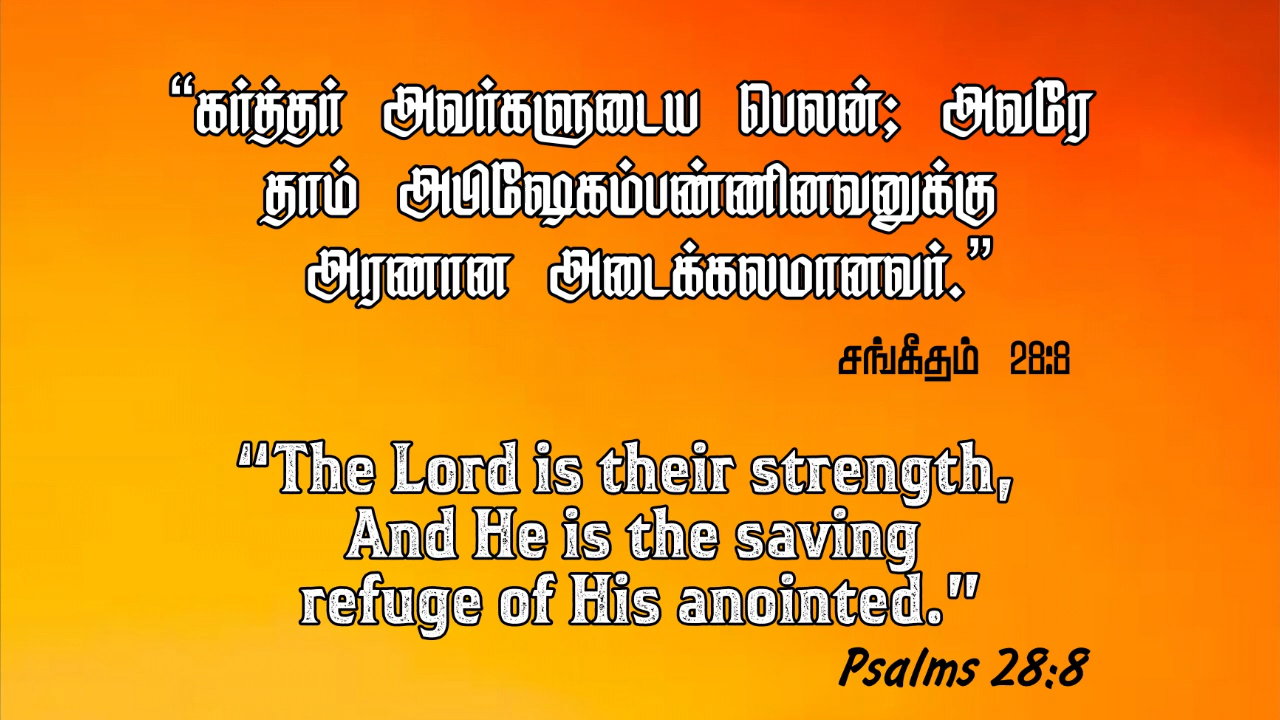 “கர்த்தர் அவர்களுடைய பெலன்; அவரே
தாம் அபிஷேகம்பண்ணினவனுக்கு
அரணான அடைக்கலமானவர்.”
சங்கீதம் 28:8
“The Lord is their strength,
And He is the saving
refuge of His anointed.”
Psalms 28:8